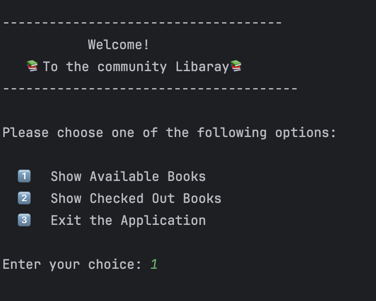 ------------------------------------
Welcome!
📚To the community Libaray📚
--------------------------------------
Please choose one of the following options:
1️⃣ Show Available Books
2️⃣ Show Checked Out Books
3️⃣ Exit the Application
Enter your choice: 1